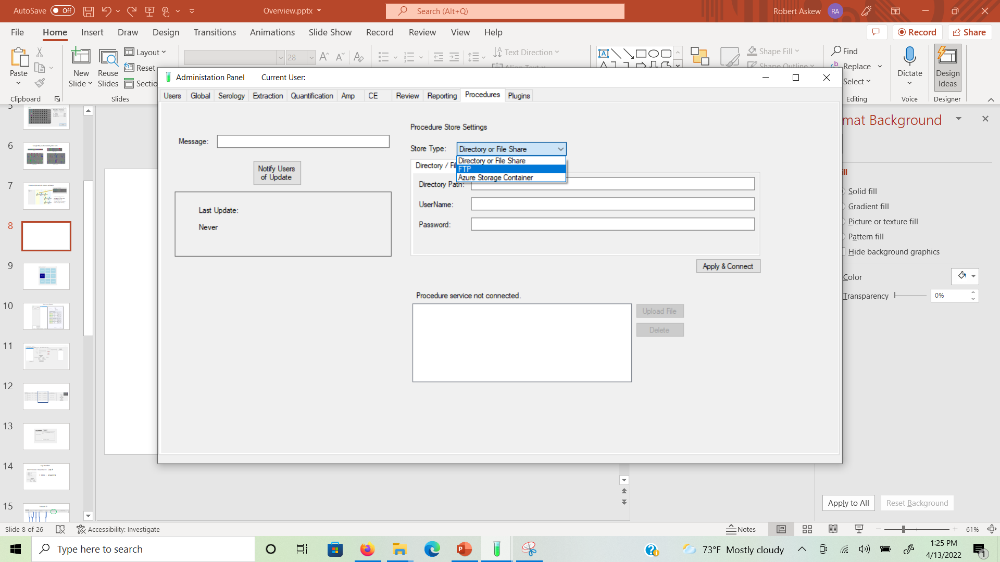 AutoSave Off
Overview.pptx
Search (Alt+Q)
Robert Askew RA
File Home Insert Draw Design Transitions Animations Slide Show Record Review View Help
Record Share
Paste
Clipboard
New Slide
Reuse Slides
Layout
Reset
Sectio
Slides
28
Text Direction
Align Text
Shape Fill
Shape Outline
Find
Replace
Select
Editing
Dictate
Voice
Design Ideas
Designer
Administation Panel Current User:
Users Global Serology Extraction Quantification Amp CE Review Reporting Procedures Plugins
Message:
Notify Users
of Update
Last Update:
Never
Procedure Store Settings
Store Type: Directory or File Share
Directory or File Share
FTP
Azure Storage Container
Directory / Fil
Directory Path:
UserName:
Password:
Apply & Connect
Procedure service not connected.
Upload File
Delete
5
6
7
8
9
10
11
12
13
14
15
mat Background
ll
Solid fill
Gradient fill
Picture or texture fill
Pattern fill
Hide background graphics
Color
Transparency 0%
Apply to All Reset Background
Slide 8 of 26 Accessibility: Investigate
Notes
61%
Type here to search
73°F Mostly cloudy
1:25 PM
4/13/2022
1